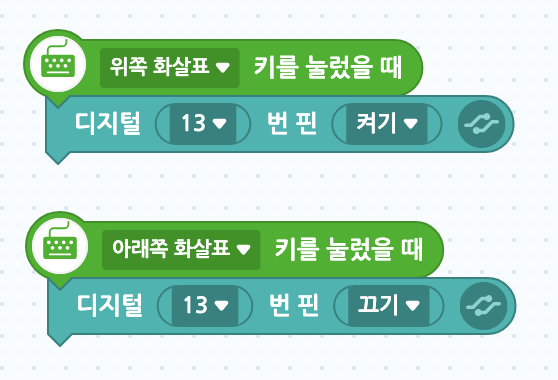 위쪽 화살표 키를 눌렀을 때
디지털 13 번 핀 켜기
아래쪽 화살표 키를 눌렀을 때
디지털 13 번 핀 끄기